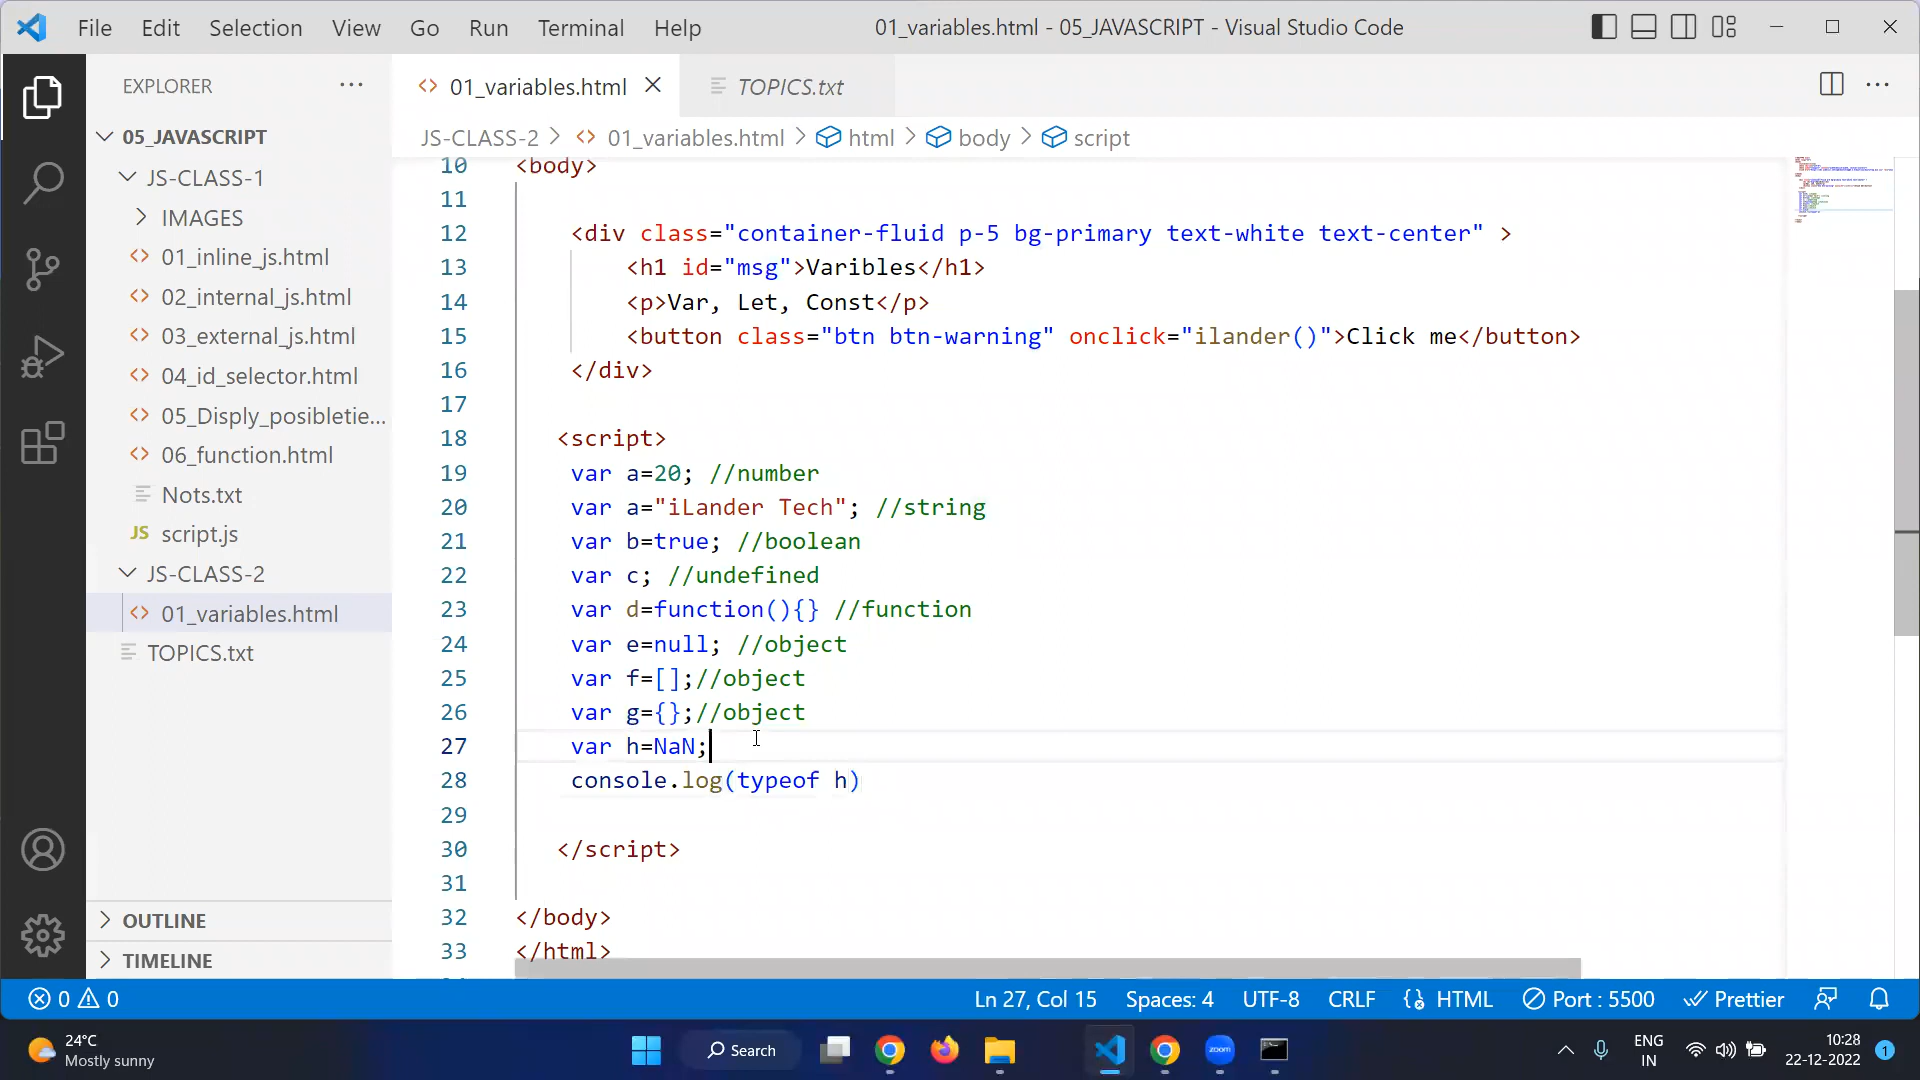 File Edit Selection View Go Run Terminal Help 01_variables.html - 05_JAVASCRIPT - Visual Studio Code
EXPLORER
05_JAVASCRIPT
JS-CLASS-1
IMAGES
01_inline_js.html
02_internal_js.html
03_external_js.html
04_id_selector.html
05_Disply_posibletie...
06_function.html
Nots.txt
JS script.js
JS-CLASS-2
01_variables.html
TOPICS.txt
OUTLINE
TIMELINE
01_variables.html TOPICS.txt
JS-CLASS-2 > 01_variables.html > html > body > script
10 <body>
11
12 <div class="container-fluid p-5 bg-primary text-white text-center" >
13 <h1 id="msg">Varibles</h1>
14 <p>Var, Let, Const</p>
15 <button class="btn btn-warning" onclick="ilander()">Click me</button>
16 </div>
17
18 <script>
19 var a=20; //number
20 var a="iLander Tech"; //string
21 var b=true; //boolean
22 var c; //undefined
23 var d=function(){} //function
24 var e=null; //object
25 var f=[];//object
26 var g={};//object
27 var h=NaN;
28 console.log(typeof h)
29
30 </script>
31
32 </body>
33 </html>
0 0 Ln 27, Col 15 Spaces: 4 UTF-8 CRLF HTML Port : 5500 Prettier
24°C
Mostly sunny
Search
zoom
ENG
IN
10:28
22-12-2022
1